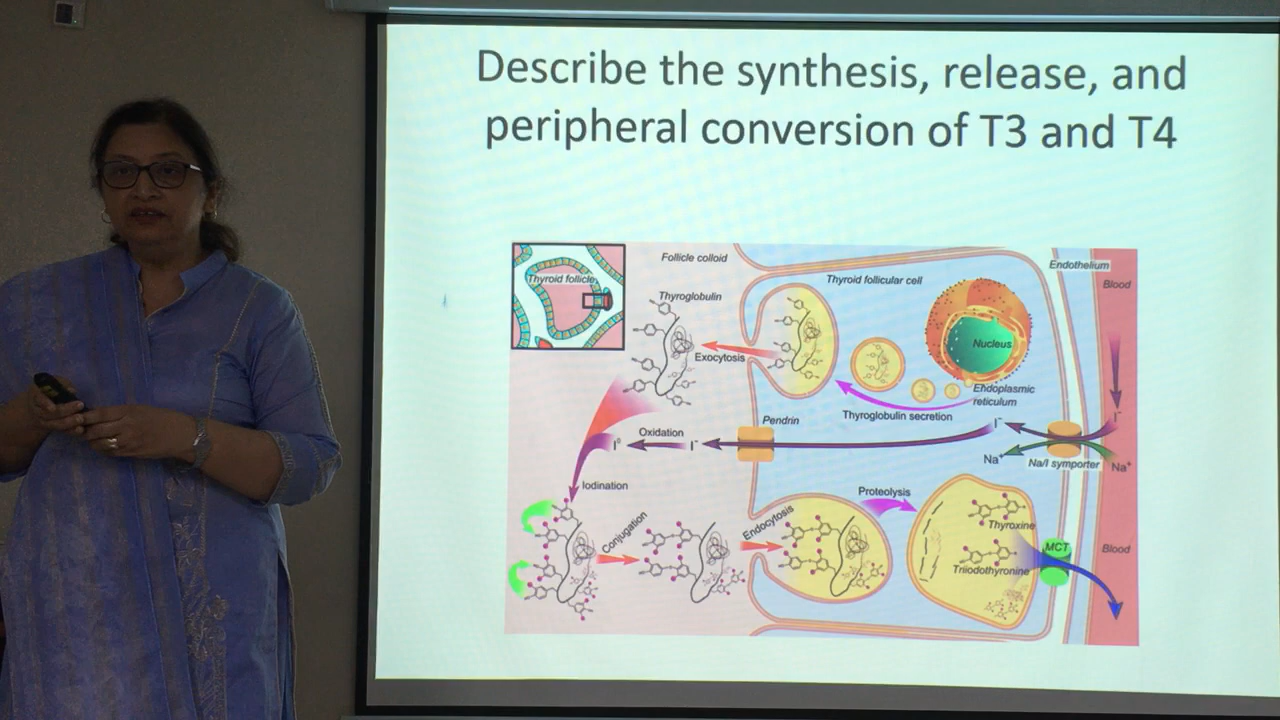 Describe the synthesis, release, and
peripheral conversion of T3 and T4
Thyroid follicle
Follicle colloid
Thyroglobulin
Thyroid follicular cell
Endothelium
Blood
Nucleus
Exocytosis
Endoplasmic
reticulum
Thyroglobulin secretion
Pendrin
Oxidation
I⁰
I⁻
I⁻
I⁻
Na⁺
Na/I symporter
Na⁺
Iodination
Conjugation
Endocytosis
Proteolysis
Thyroxine
Triiodothyronine
MCT
Blood